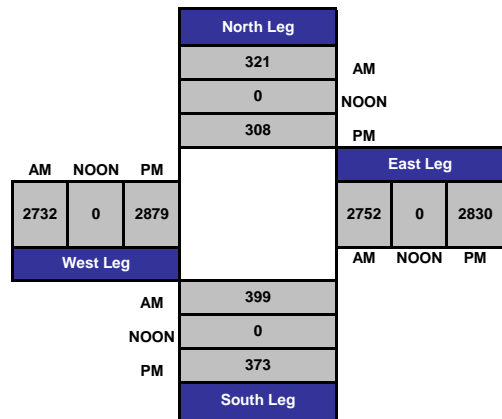 North Leg
321 AM
0 NOON
308 PM
AM NOON PM East Leg
2732 0 2879 2752 0 2830
West Leg AM NOON PM
AM 399
NOON 0
PM 373
South Leg